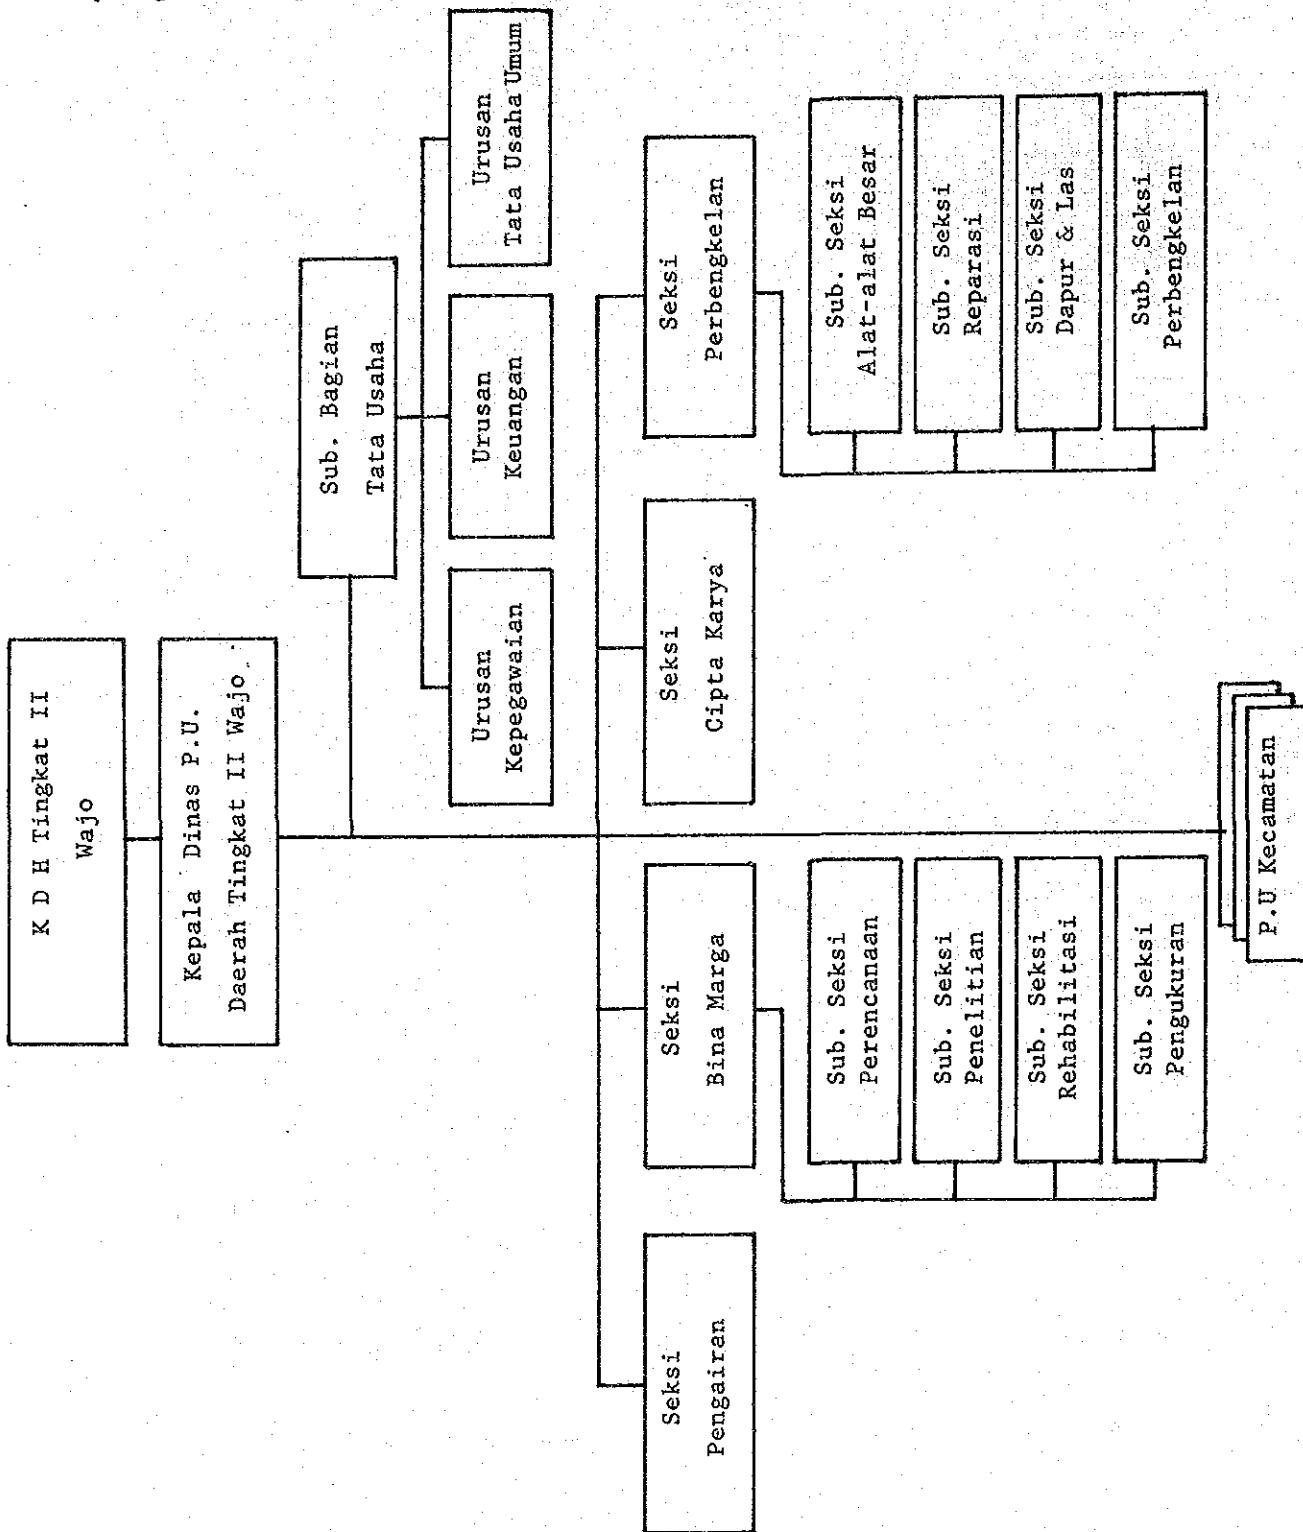 K D H Tingkat II
Wajo
Kepala Dinas P.U.
Daerah Tingkat II Wajo
Sub. Bagian
Tata Usaha
Urusan
Kepegawaian
Urusan
Keuangan
Urusan
Tata Usaha Umum
Seksi
Pengairan
Seksi
Bina Marga
Seksi
Cipta Karya
Seksi
Perbengkelan
Sub. Seksi
Perencanaan
Sub. Seksi
Penelitian
Sub. Seksi
Rehabilitasi
Sub. Seksi
Pengukuran
Sub. Seksi
Alat-alat Besar
Sub. Seksi
Reparasi
Sub. Seksi
Dapur & Las
Sub. Seksi
Perbengkelan
P.U Kecamatan